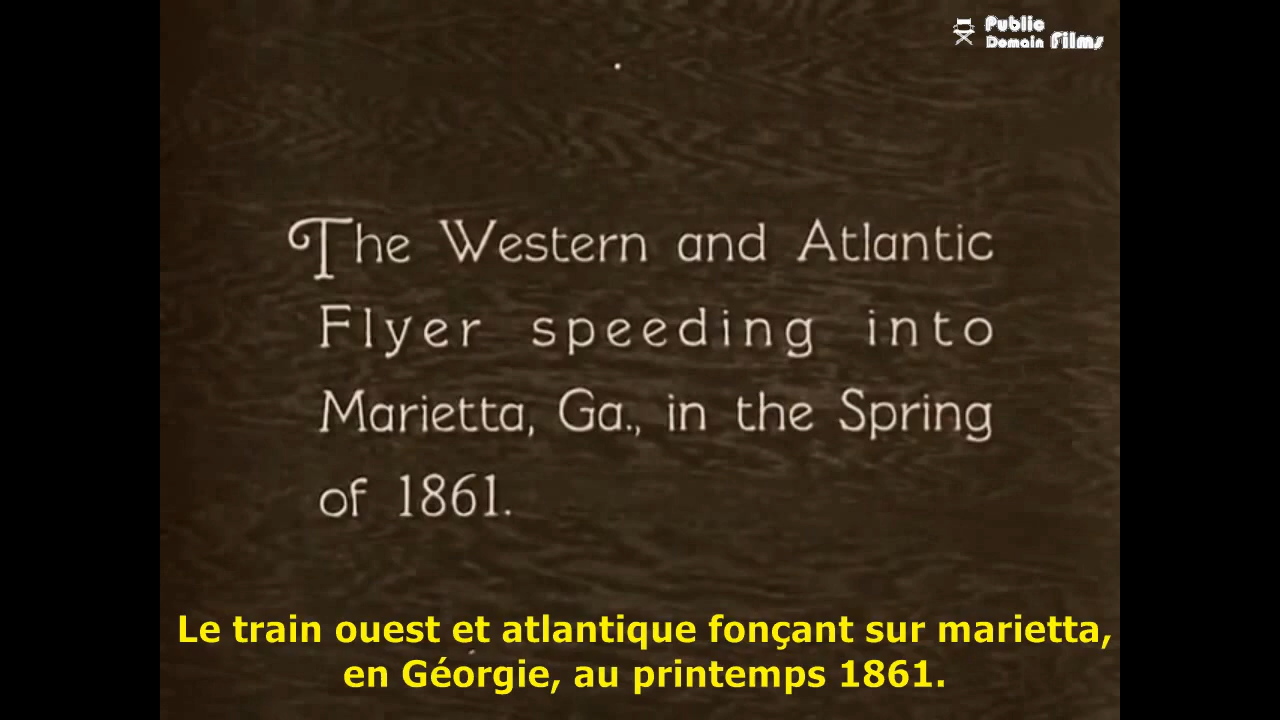 Public
Domain Films
The Western and Atlantic
Flyer speeding into
Marietta, Ga., in the Spring
of 1861.
Le train ouest et atlantique fonçant sur marietta,
en Géorgie, au printemps 1861.